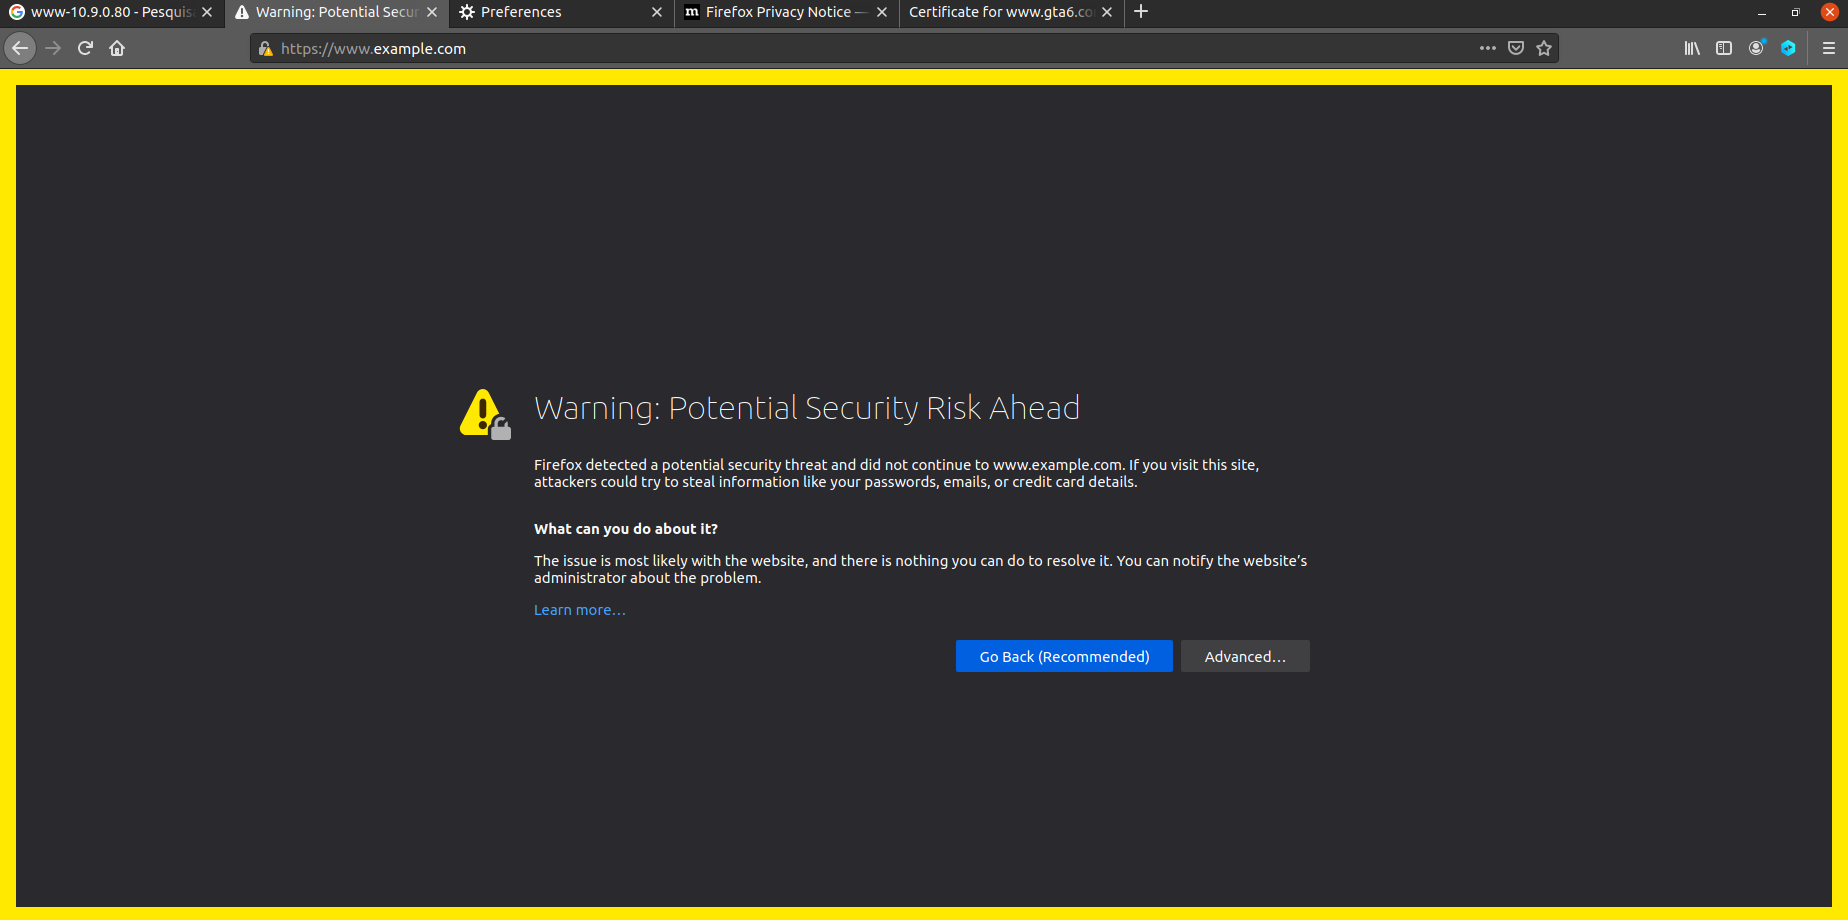 www-10.9.0.80 - Pesquis
Warning: Potential Secur
Preferences
m Firefox Privacy Notice —
Certificate for www.gta6.co
https://www.example.com
Warning: Potential Security Risk Ahead
Firefox detected a potential security threat and did not continue to www.example.com. If you visit this site,
attackers could try to steal information like your passwords, emails, or credit card details.
What can you do about it?
The issue is most likely with the website, and there is nothing you can do to resolve it. You can notify the website’s
administrator about the problem.
Learn more…
Go Back (Recommended)
Advanced…